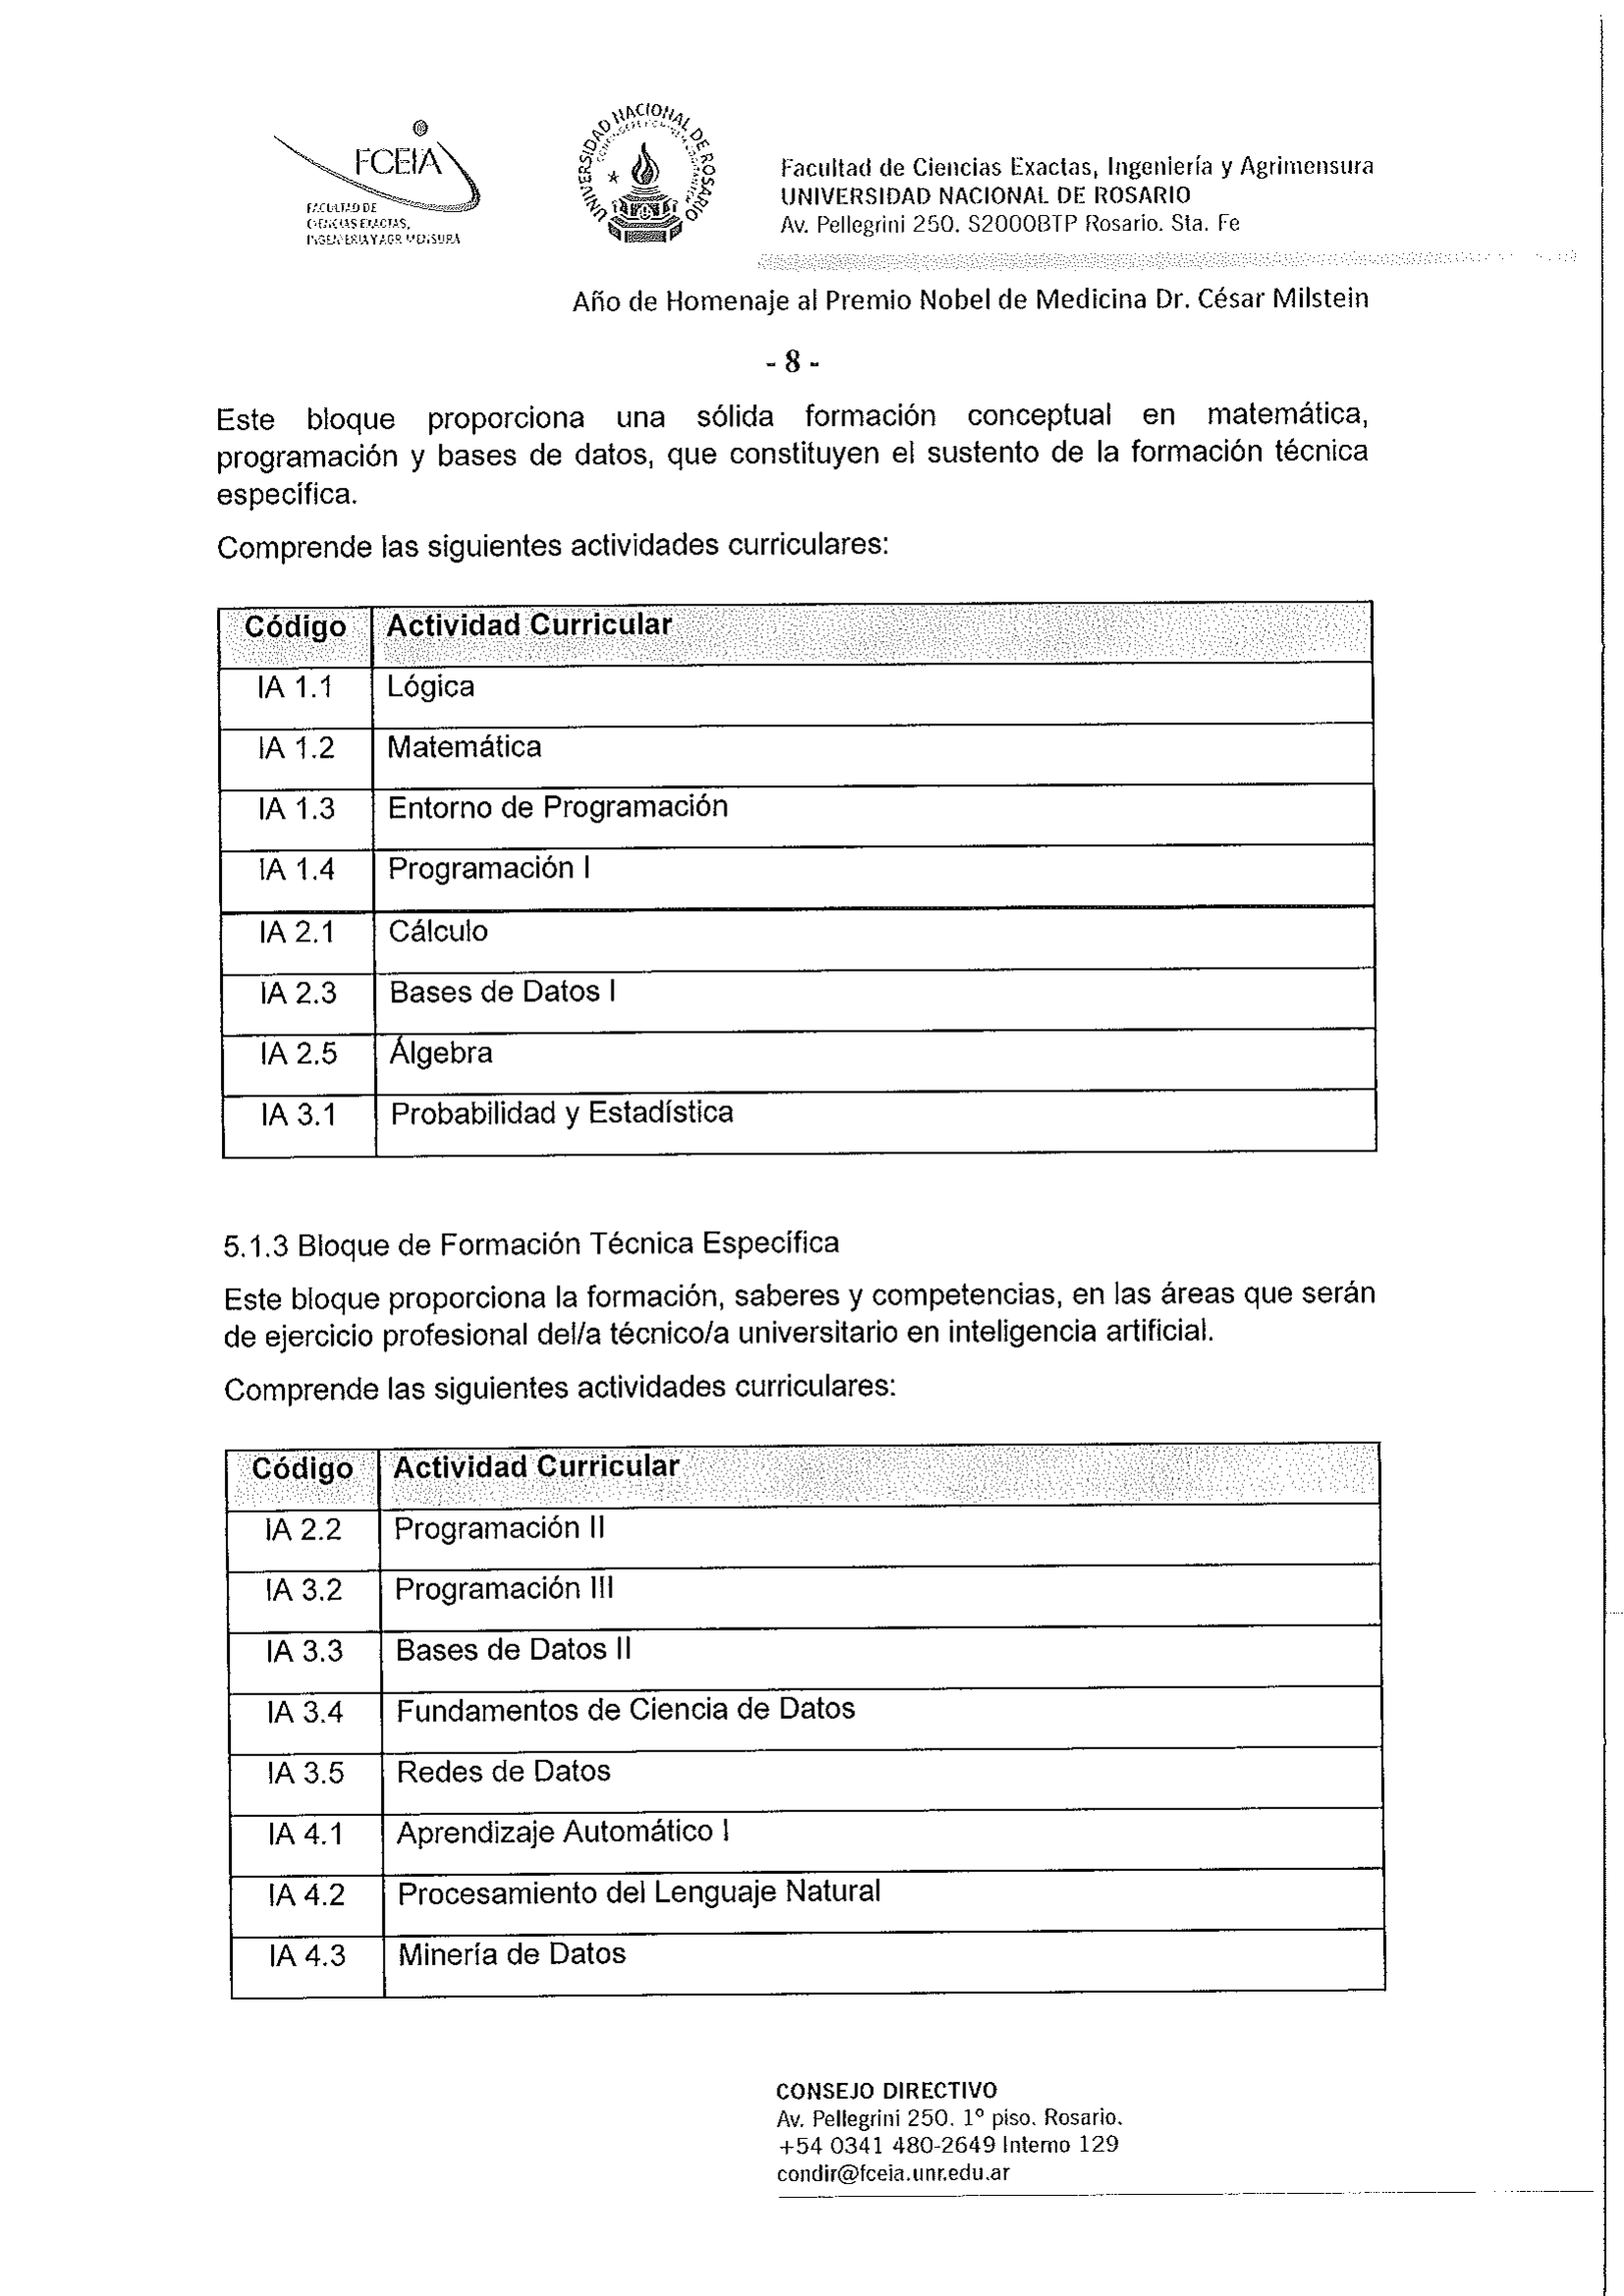 FCEIA
FACULTAD DE
CIENCIAS EXACTAS,
INGENIERIA Y AGRIMENSURA
UNIVERSIDAD NACIONAL DE ROSARIO
Facultad de Ciencias Exactas, Ingeniería y Agrimensura
UNIVERSIDAD NACIONAL DE ROSARIO
Av. Pellegrini 250. S2000BTP Rosario. Sta. Fe
Año de Homenaje al Premio Nobel de Medicina Dr. César Milstein
- 8 -
Este bloque proporciona una sólida formación conceptual en matemática,
programación y bases de datos, que constituyen el sustento de la formación técnica
específica.
Comprende las siguientes actividades curriculares:
Código Actividad Curricular
IA 1.1 Lógica
IA 1.2 Matemática
IA 1.3 Entorno de Programación
IA 1.4 Programación I
IA 2.1 Cálculo
IA 2.3 Bases de Datos I
IA 2.5 Álgebra
IA 3.1 Probabilidad y Estadística
5.1.3 Bloque de Formación Técnica Específica
Este bloque proporciona la formación, saberes y competencias, en las áreas que serán
de ejercicio profesional del/a técnico/a universitario en inteligencia artificial.
Comprende las siguientes actividades curriculares:
Código Actividad Curricular
IA 2.2 Programación II
IA 3.2 Programación III
IA 3.3 Bases de Datos II
IA 3.4 Fundamentos de Ciencia de Datos
IA 3.5 Redes de Datos
IA 4.1 Aprendizaje Automático I
IA 4.2 Procesamiento del Lenguaje Natural
IA 4.3 Minería de Datos
CONSEJO DIRECTIVO
Av. Pellegrini 250. 1º piso. Rosario.
+54 0341 480-2649 Interno 129
condir@fceia.unr.edu.ar